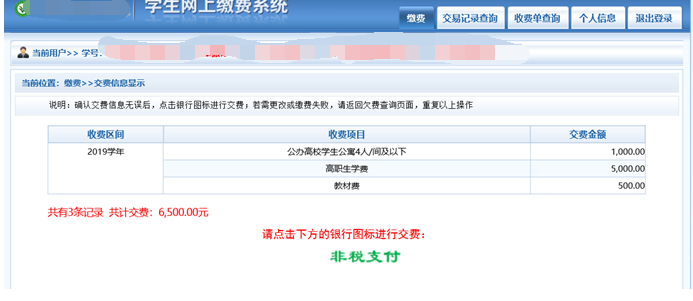 学生网上缴费系统
缴费 交易记录查询 收费单查询 个人信息 退出登录
当前用户>> 学号：
当前位置：缴费>>交费信息显示
说明：确认交费信息无误后，点击银行图标进行交费；若需更改或缴费失败，请返回欠费查询页面，重复以上操作
收费区间 收费项目 交费金额
2019学年 公办高校学生公寓4人/间及以下 1,000.00
高职生学费 5,000.00
教材费 500.00
共有3条记录 共计交费：6,500.00元
请点击下方的银行图标进行交费：
非税支付